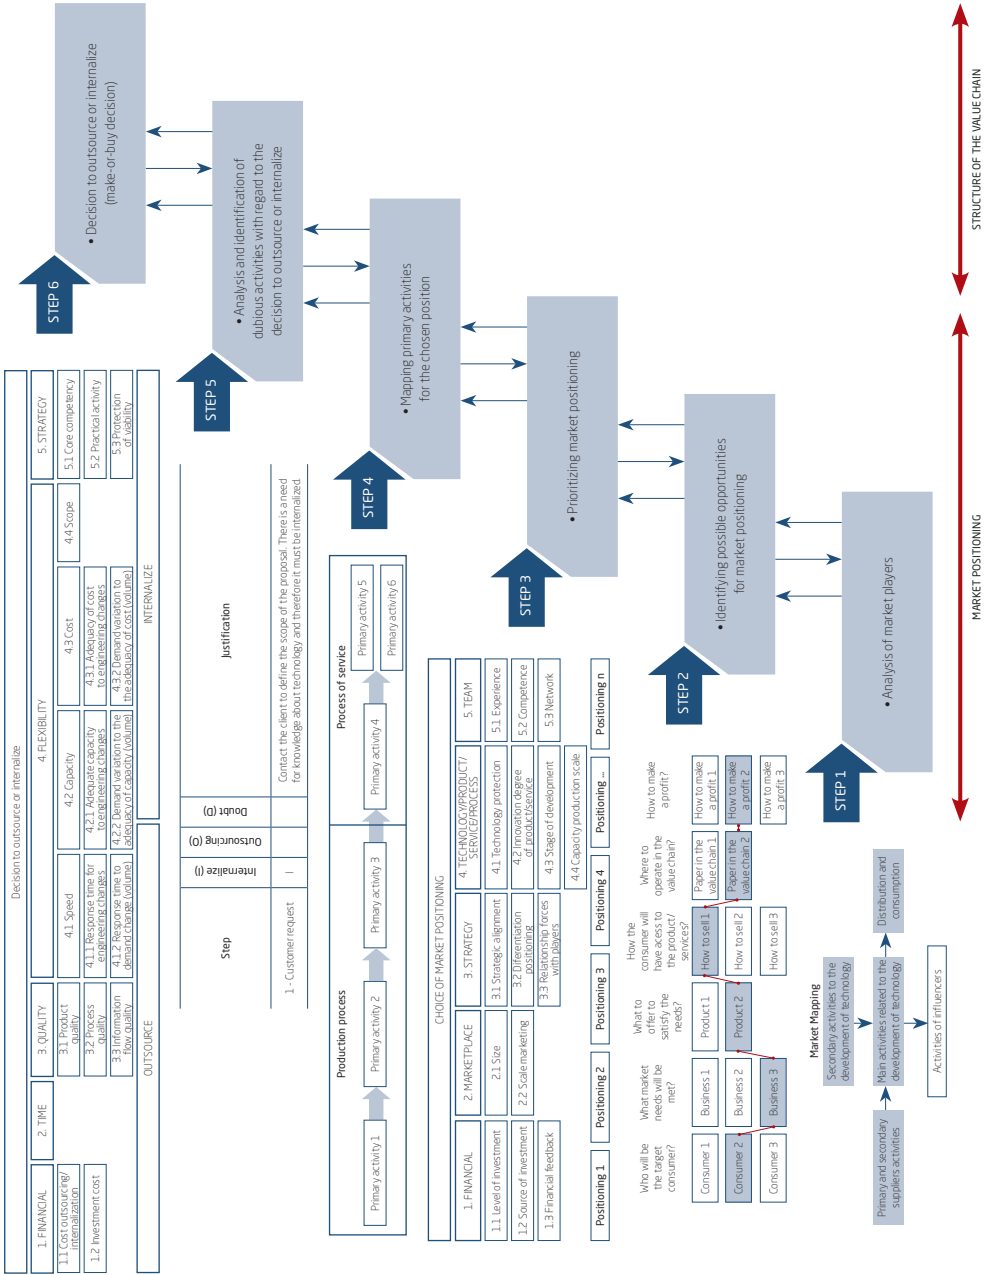 STEP 6
• Decision to outsource or internalize
(make-or-buy decision)
STEP 5
• Analysis and identification of
dubious activities with regard to the
decision to outsource or internalize
STEP 4
• Mapping primary activities
for the chosen position
STEP 3
• Prioritizing market positioning
STEP 2
• Identifying possible opportunities
for market positioning
STEP 1
• Analysis of market players
MARKET POSITIONING
STRUCTURE OF THE VALUE CHAIN
Decision to outsource or internalize
1. FINANCIAL
2. TIME
3. QUALITY
4. FLEXIBILITY
5. STRATEGY
1.1 Cost outsourcing/
internalization
1.2 Investment cost
3.1 Product
quality
3.2 Process
quality
3.3 Information
flow quality
4.1 Speed
4.1.1 Response time for
engineering changes
4.1.2 Response time to
demand change (volume)
4.2 Capacity
4.2.1 Adequate capacity
to engineering changes
4.2.2 Demand variation to the
adequacy of capacity (volume)
4.3 Cost
4.3.1 Adequacy of cost
to engineering changes
4.3.2 Demand variation to
the adequacy of cost (volume)
4.4 Scope
5.1 Core competency
5.2 Practical activity
5.3 Protection
of viability
OUTSOURCE
INTERNALIZE
Step
Internalize (I)
Outsourcing (O)
Doubt (D)
Justification
1 - Customer request
I
Contact the client to define the scope of the proposal. There is a need
for knowledge about technology and therefore it must be internalized.
Production process
Process of service
Primary activity 1
Primary activity 2
Primary activity 3
Primary activity 4
Primary activity 5
Primary activity 6
CHOICE OF MARKET POSITIONING
1. FINANCIAL
2. MARKETPLACE
3. STRATEGY
4. TECHNOLOGY/PRODUCT/
SERVICE/PROCESS
5. TEAM
1.1 Level of investment
1.2 Source of investment
1.3 Financial feedback
2.1 Size
2.2 Scale marketing
3.1 Strategic alignment
3.2 Diferentiation
positioning
3.3 Relationship forces
with players
4.1 Technology protection
4.2 Innovation degree
of product/service
4.3 Stage of development
4.4 Capacity production scale
5.1 Experience
5.2 Competence
5.3 Network
Positioning 1
Positioning 2
Positioning 3
Positioning 4
Positioning ...
Positioning n
Who will be
the target
consumer?
What market
needs will be
met?
What to
offer to
satisfy the
needs?
How the
consumer will
have acess to
the product/
services?
Where to
operate in the
value chain?
How to make
a profit?
Consumer 1
Business 1
Product 1
How to sell 1
Paper in the
value chain 1
How to make
a profit 1
Consumer 2
Business 2
Product 2
How to sell 2
Paper in the
value chain 2
How to make
a profit 2
Consumer 3
Business 3
How to sell 3
How to make
a profit 3
Market Mapping
Secondary activities to the
development of technology
Primary and secondary
suppliers activities
Main activities related to the
development of technology
Distribution and
consumption
Activities of influencers